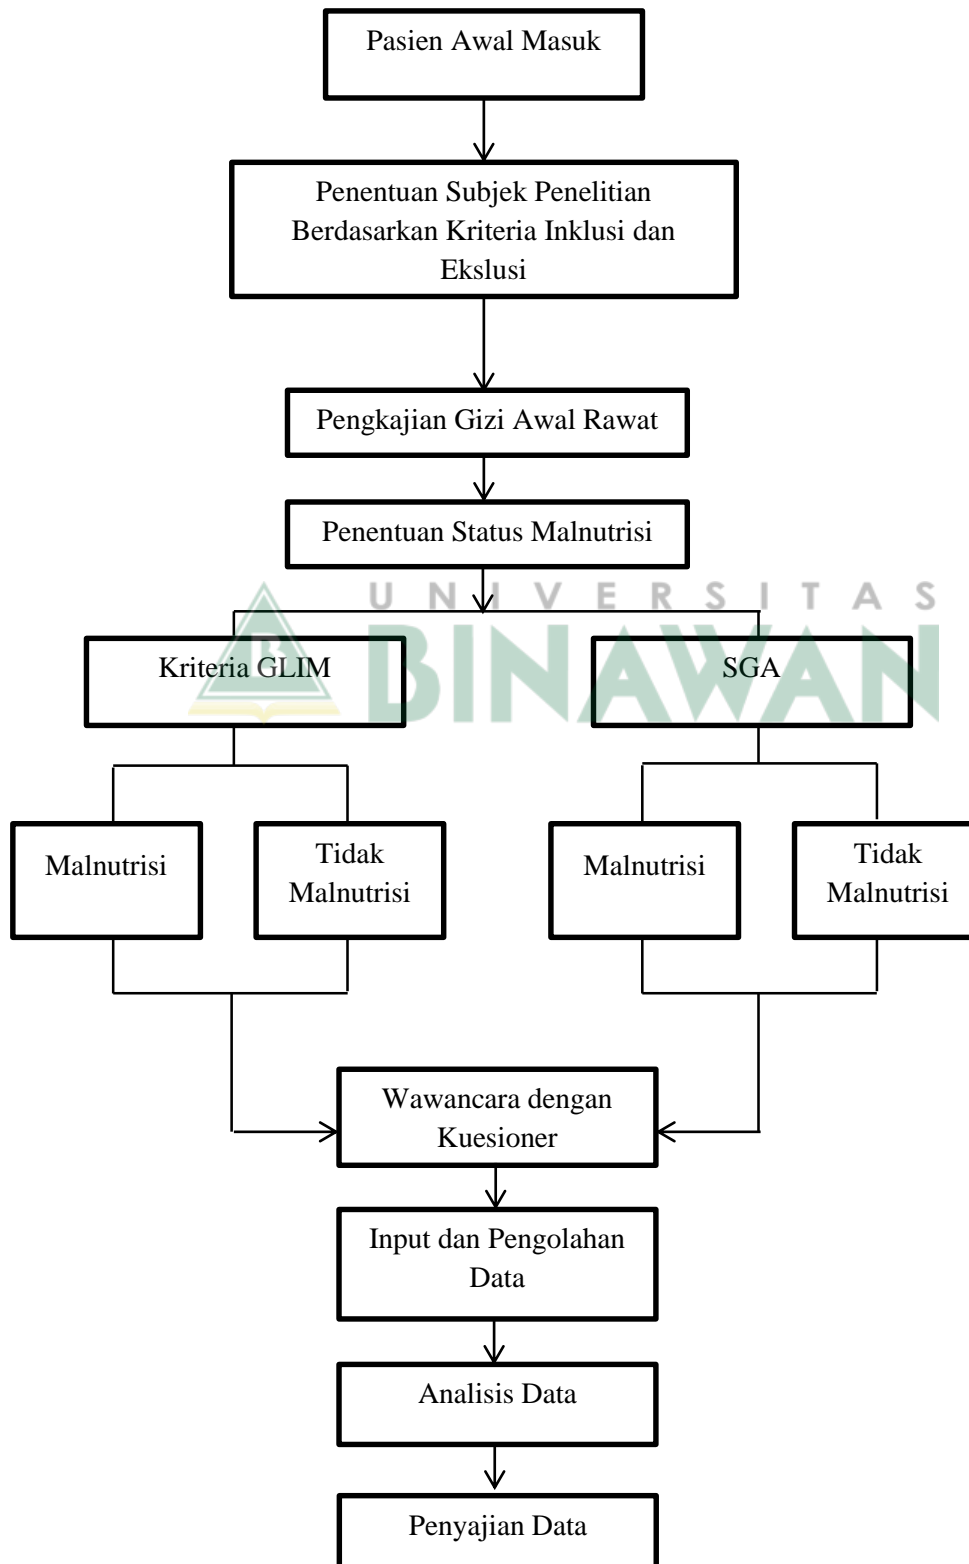 Pasien Awal Masuk
Penentuan Subjek Penelitian
Berdasarkan Kriteria Inklusi dan
Ekslusi
Pengkajian Gizi Awal Rawat
Penentuan Status Malnutrisi
UNIVERSITAS
BINAWAN
B
Kriteria GLIM
SGA
Malnutrisi
Tidak
Malnutrisi
Malnutrisi
Tidak
Malnutrisi
Wawancara dengan
Kuesioner
Input dan Pengolahan
Data
Analisis Data
Penyajian Data